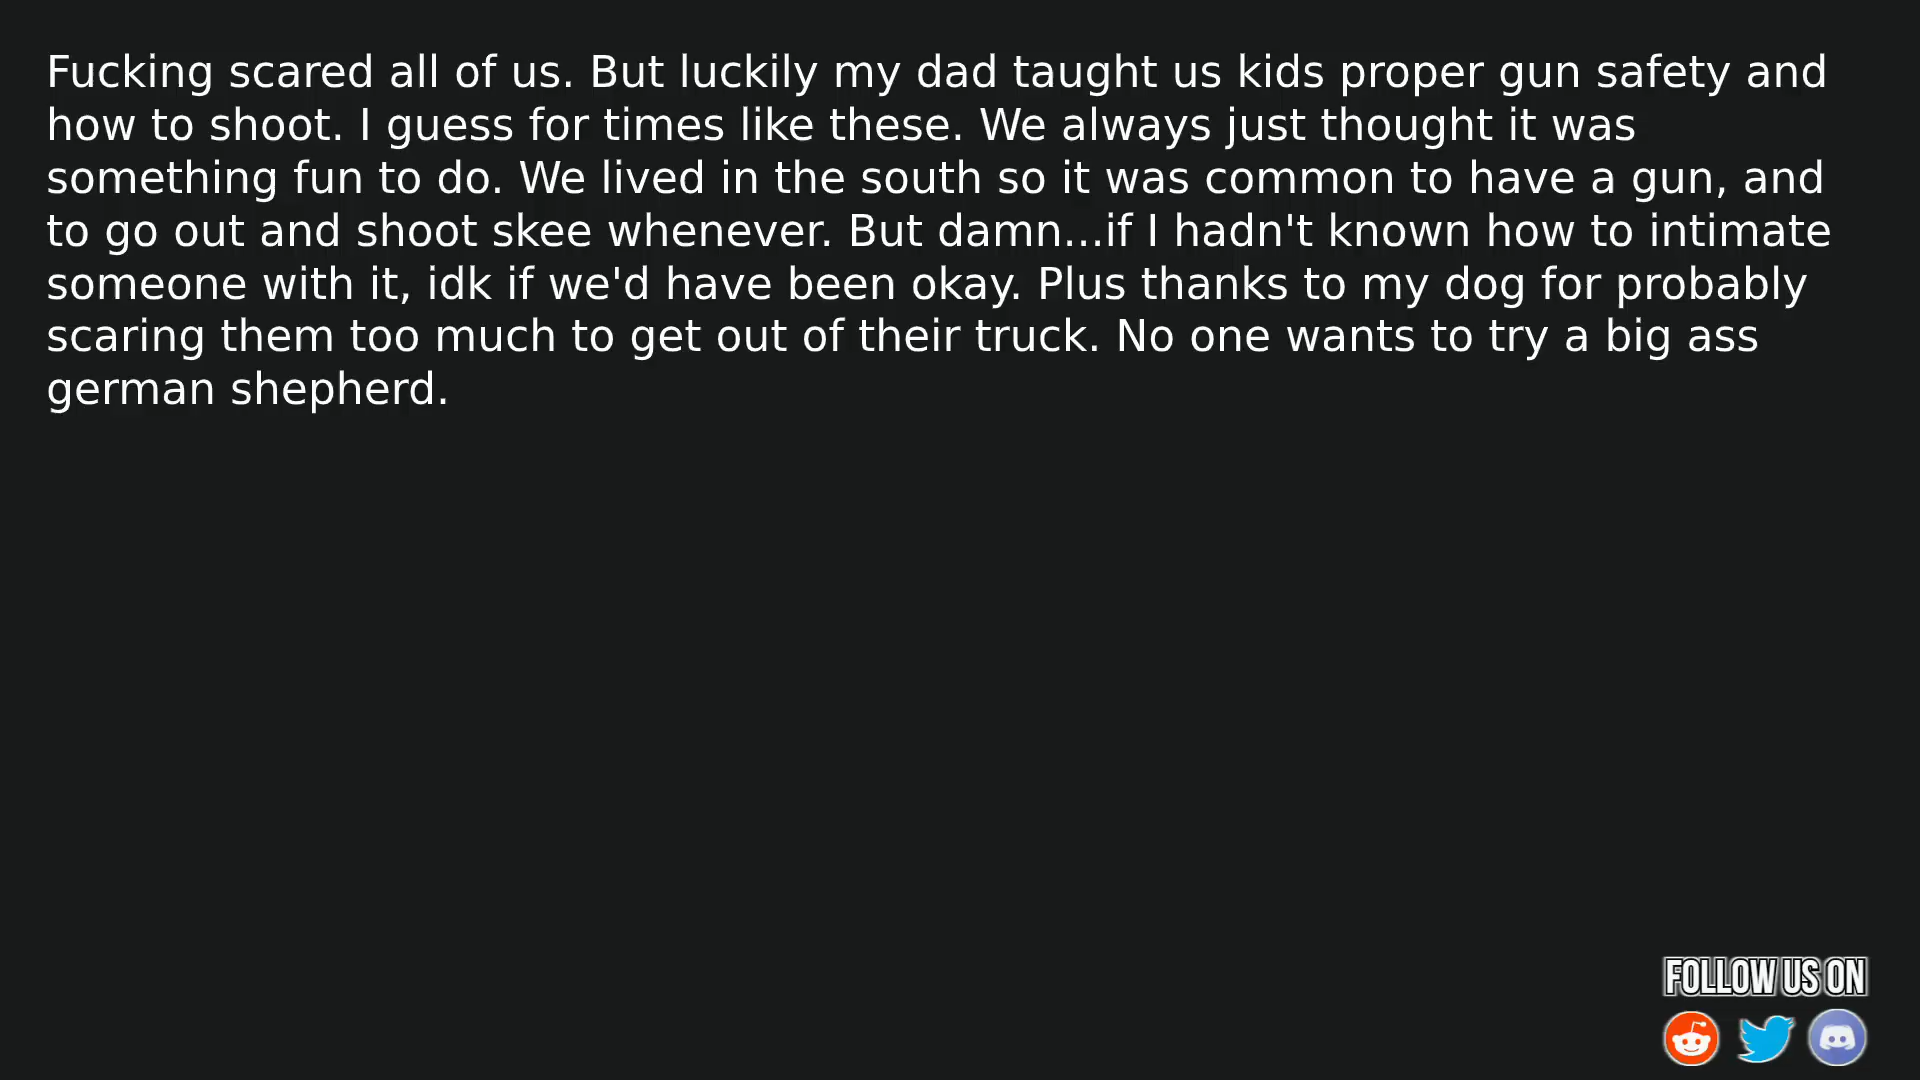 Fucking scared all of us. But luckily my dad taught us kids proper gun safety and
how to shoot. I guess for times like these. We always just thought it was
something fun to do. We lived in the south so it was common to have a gun, and
to go out and shoot skee whenever. But damn...if I hadn't known how to intimate
someone with it, idk if we'd have been okay. Plus thanks to my dog for probably
scaring them too much to get out of their truck. No one wants to try a big ass
german shepherd.
FOLLOW US ON